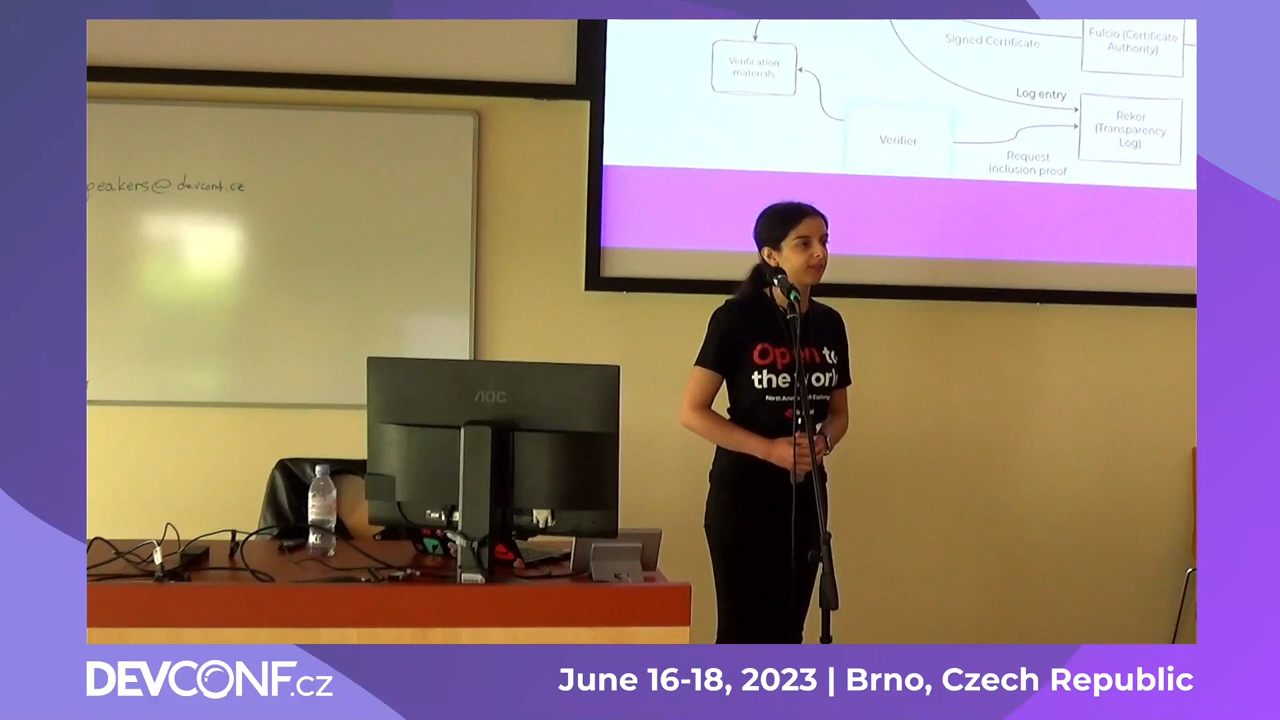 Signed Certificate
Fulcio (Certificate
Authority)
Verification
materials
Log entry
Rekor
(Transparency
Log)
Verifier
Request
inclusion proof
peakers@devconf.cz
Open to
the worl
AOC
DEVCONF.CZ
June 16-18, 2023 | Brno, Czech Republic